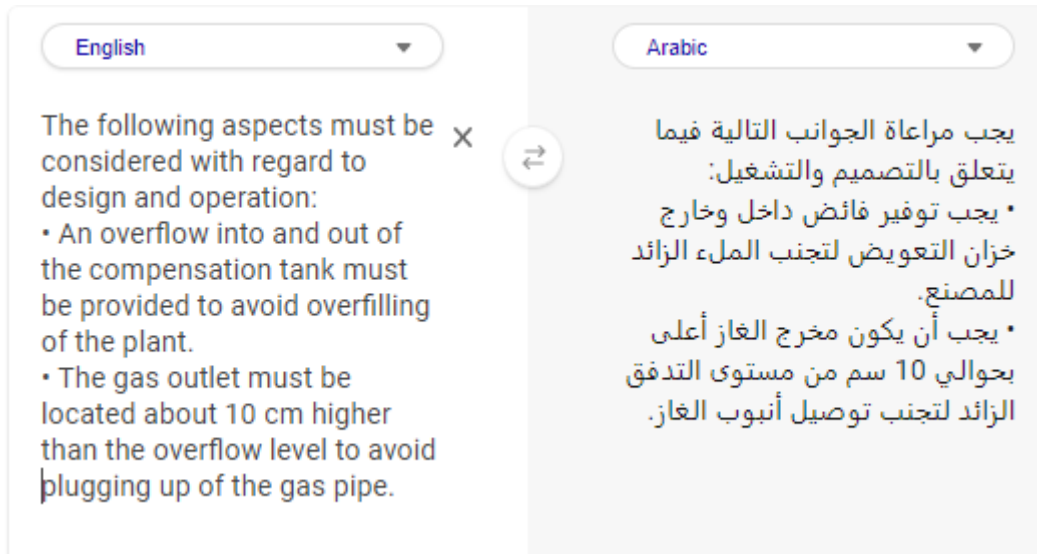 English
The following aspects must be
considered with regard to
design and operation:
• An overflow into and out of
the compensation tank must
be provided to avoid overfilling
of the plant.
• The gas outlet must be
located about 10 cm higher
than the overflow level to avoid
plugging up of the gas pipe.
Arabic
يجب مراعاة الجوانب التالية فيما
يتعلق بالتصميم والتشغيل:
• يجب توفير فائض داخل وخارج
خزان التعويض لتجنب الملء الزائد
للمصنع.
• يجب أن يكون مخرج الغاز أعلى
بحوالي 10 سم من مستوى التدفق
الزائد لتجنب توصيل أنبوب الغاز.